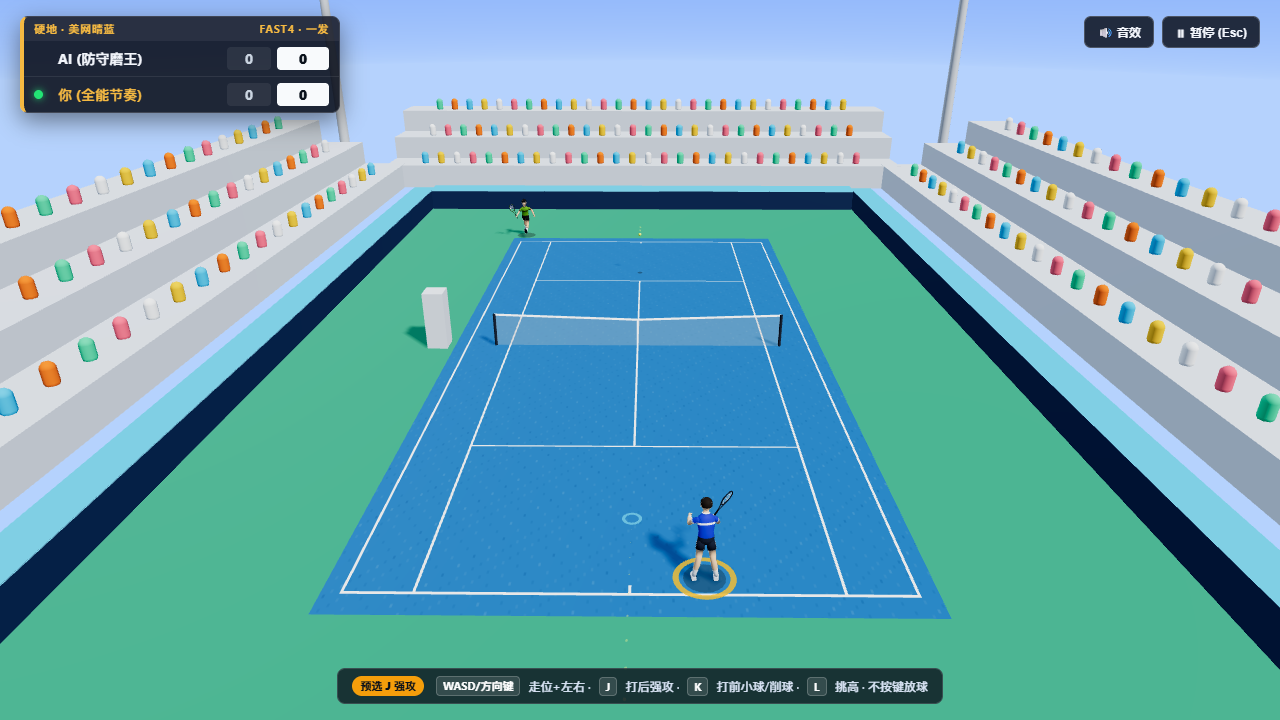 硬地 · 美网晴蓝 FAST4 · 一发
AI (防守磨王) 0 0
你 (全能节奏) 0 0
音效 暂停 (Esc)
预选 J 强攻 WASD/方向键 走位+左右 · J 打后强攻 · K 打前小球/削球 · L 挑高 · 不按键放球